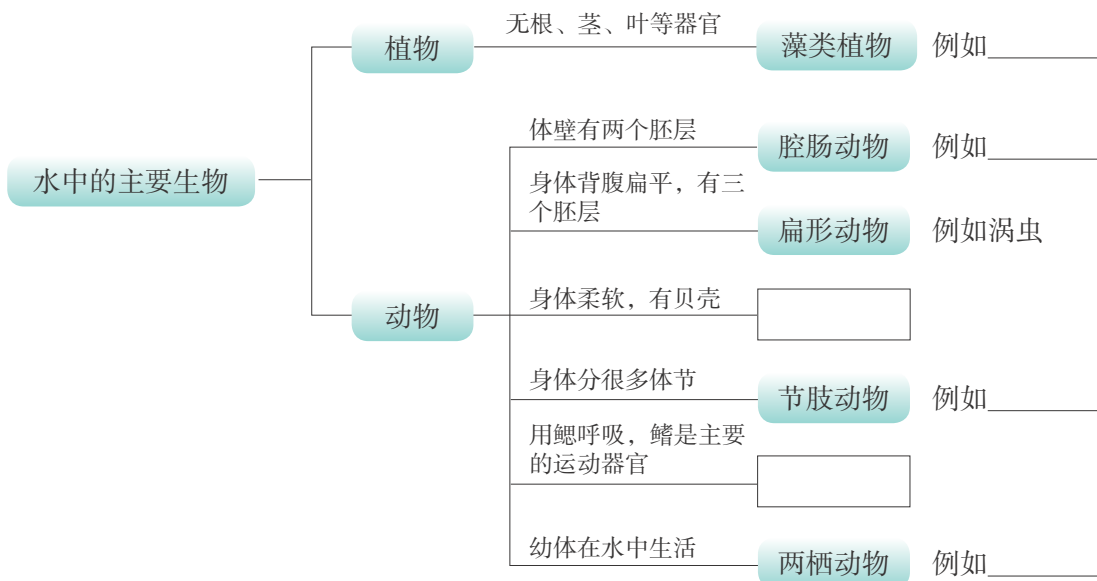 无根、茎、叶等器官
植物
藻类植物
例如
体壁有两个胚层
腔肠动物
例如
水中的主要生物
身体背腹扁平，有三
个胚层
扁形动物
例如涡虫
身体柔软，有贝壳
动物
身体分很多体节
节肢动物
例如
用鳃呼吸，鳍是主要
的运动器官
幼体在水中生活
两栖动物
例如